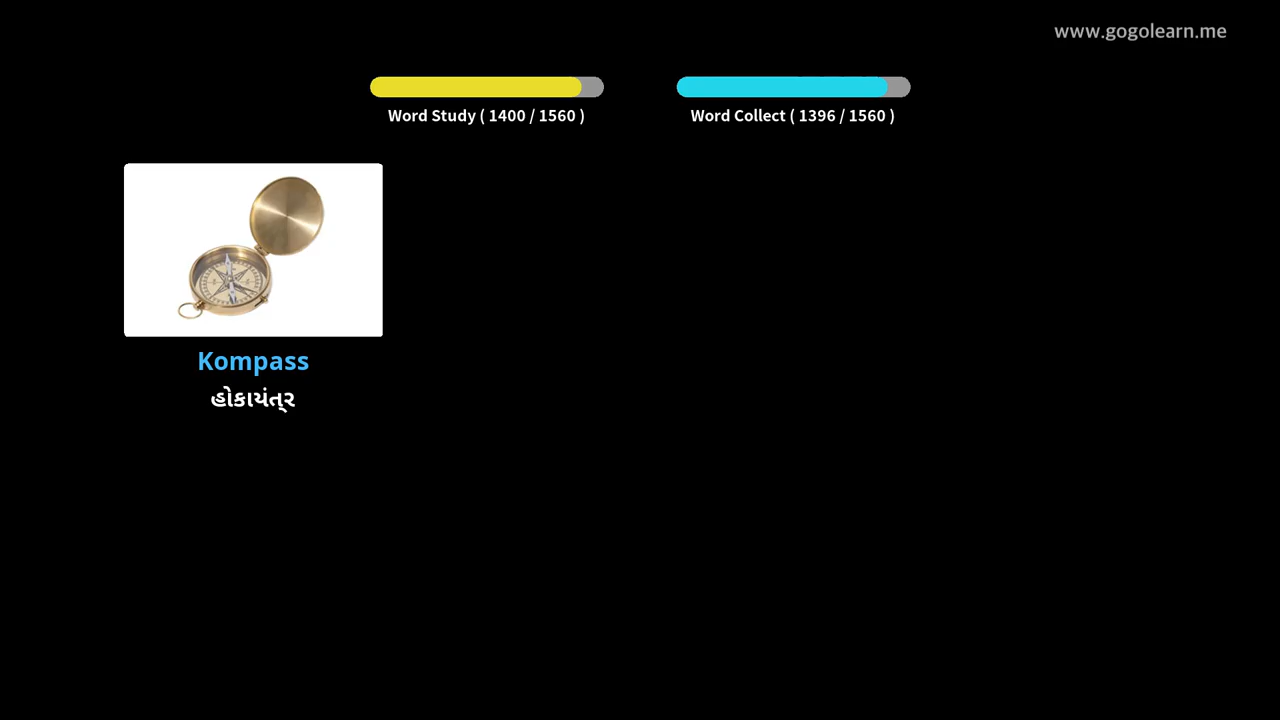 www.gogolearn.me
Word Study ( 1400 / 1560 )
Word Collect ( 1396 / 1560 )
Kompass
હોકાયંત્ર